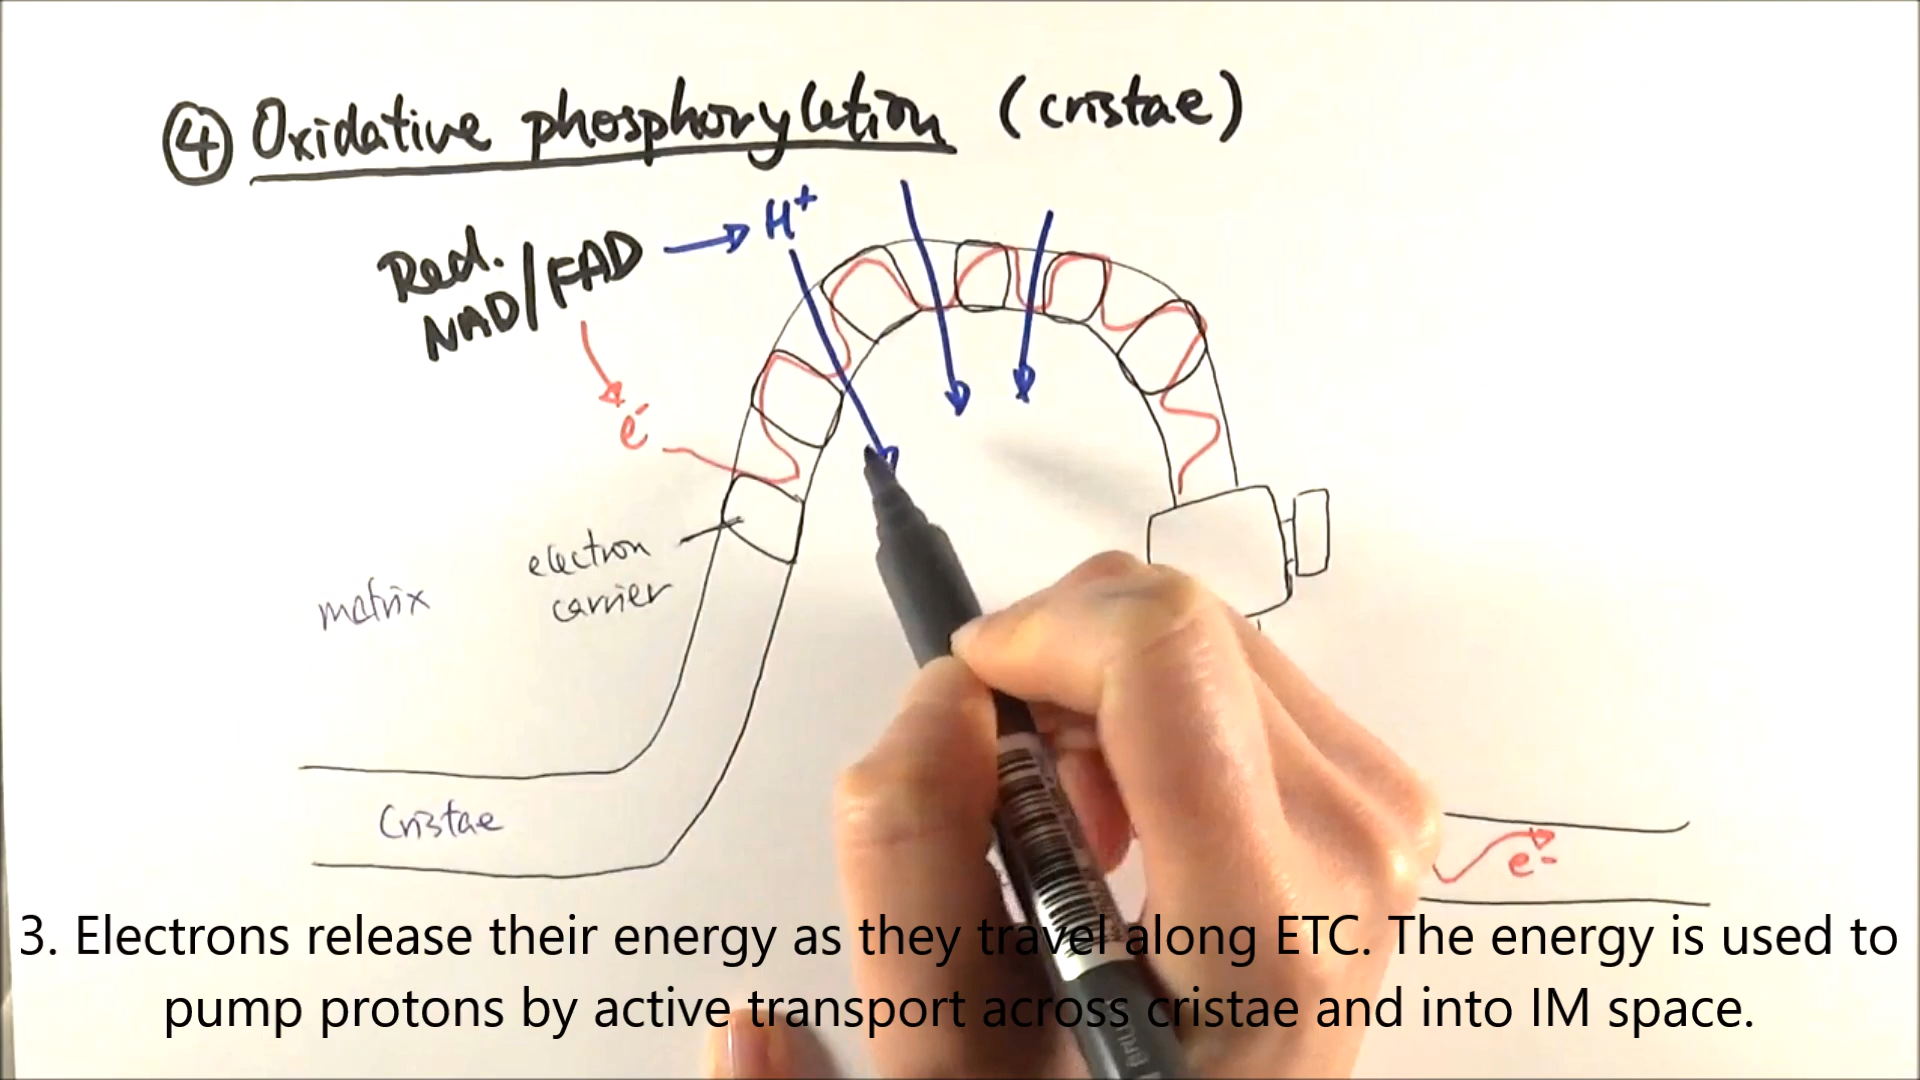 ④ Oxidative phosphorylation (cristae)
Red. NAD/FAD → H⁺
e⁻
electron carrier
matrix
Cristae
e⁻
3. Electrons release their energy as they travel along ETC. The energy is used to
pump protons by active transport across cristae and into IM space.